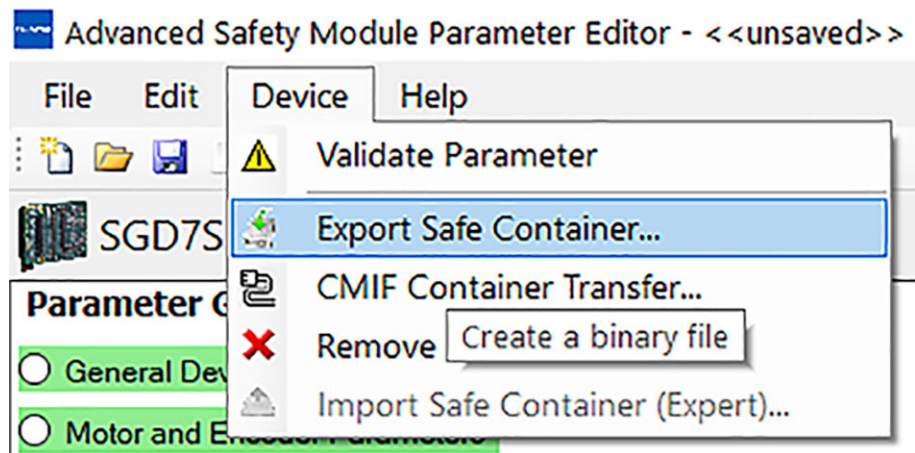 Advanced Safety Module Parameter Editor - <<unsaved>>
File Edit Device Help
Validate Parameter
SGD7S
Export Safe Container...
Parameter
CMIF Container Transfer...
Remove
Create a binary file
General
Import Safe Container (Expert)...
Motor and